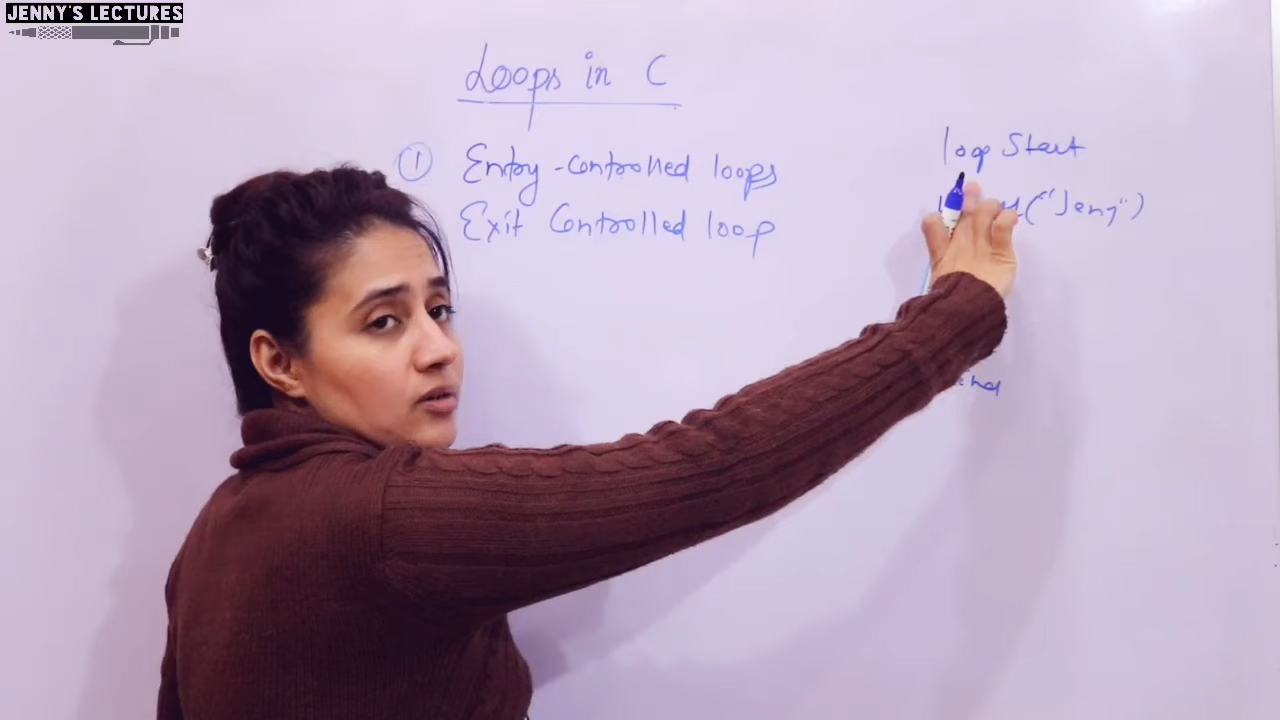 JENNY'S LECTURES
Loops in C
① Entry-Controlled loops
Exit Controlled loop
loop Start
("Jeny")